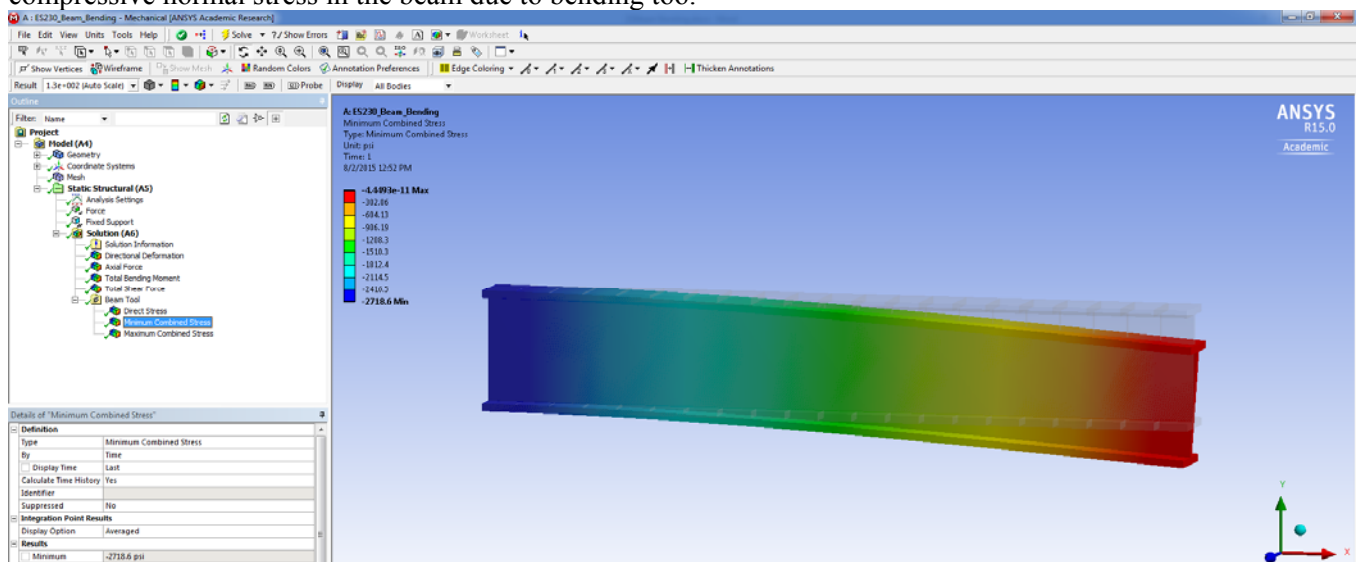 compressive normal stress in the beam due to bending too.
A : ES230_Beam_Bending - Mechanical [ANSYS Academic Research]
File Edit View Units Tools Help Solve ?/ Show Errors Worksheet
Show Vertices Wireframe Show Mesh Random Colors Annotation Preferences Edge Coloring Thicken Annotations
Result 1.3e+002 (Auto Scale) Probe Display All Bodies
Outline
Filter: Name
Project
Model (A4)
Geometry
Coordinate Systems
Mesh
Static Structural (A5)
Analysis Settings
Force
Fixed Support
Solution (A6)
Solution Information
Directional Deformation
Axial Force
Total Bending Moment
Total Shear Force
Beam Tool
Direct Stress
Minimum Combined Stress
Maximum Combined Stress
Details of "Minimum Combined Stress"
Definition
Type Minimum Combined Stress
By Time
Display Time Last
Calculate Time History Yes
Identifier
Suppressed No
Integration Point Results
Display Option Averaged
Results
Minimum -2718.6 psi
A: ES230_Beam_Bending
Minimum Combined Stress
Type: Minimum Combined Stress
Unit: psi
Time: 1
8/2/2015 12:52 PM
-4.4493e-11 Max
-302.06
-604.13
-906.19
-1208.3
-1510.3
-1812.4
-2114.5
-2416.5
-2718.6 Min
ANSYS
R15.0
Academic
Y
X